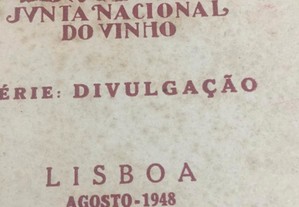 JVNTA NACIONAL
DO VINHO
ÉRIE: DIVULGAÇÃO
LISBOA
AGOSTO-1948